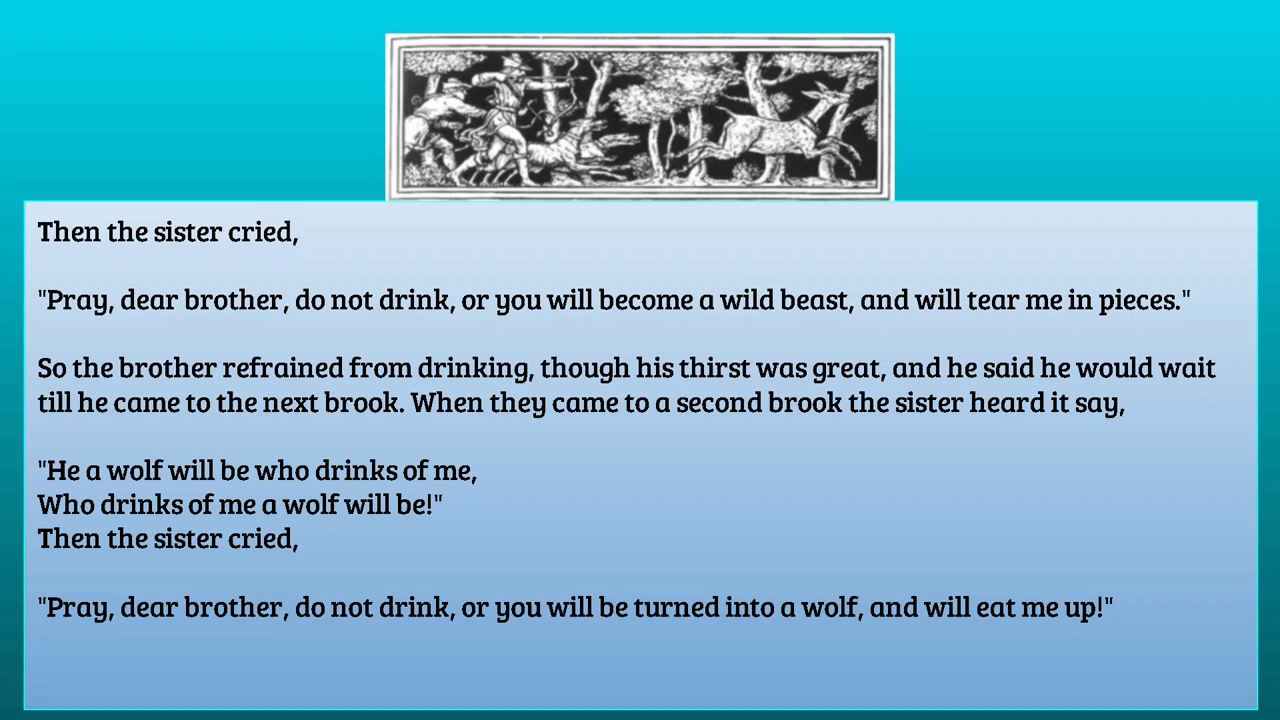 Then the sister cried,
"Pray, dear brother, do not drink, or you will become a wild beast, and will tear me in pieces."
So the brother refrained from drinking, though his thirst was great, and he said he would wait
till he came to the next brook. When they came to a second brook the sister heard it say,
"He a wolf will be who drinks of me,
Who drinks of me a wolf will be!"
Then the sister cried,
"Pray, dear brother, do not drink, or you will be turned into a wolf, and will eat me up!"